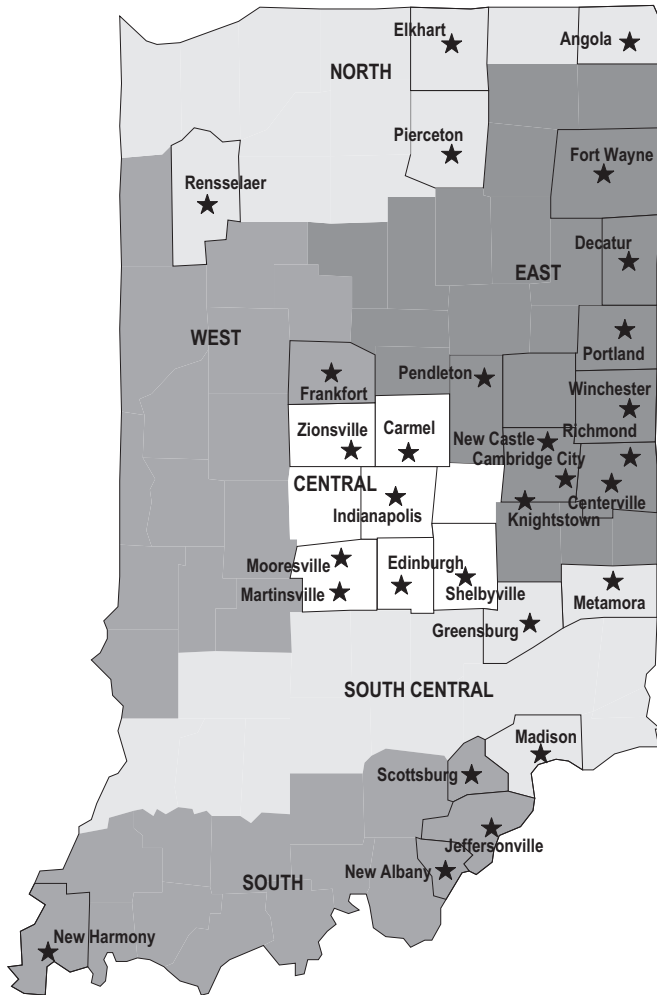 Elkhart
Angola
NORTH
Pierceton
Fort Wayne
Rensselaer
Decatur
EAST
WEST
Portland
Pendleton
Frankfort
Winchester
Zionsville
Carmel
New Castle
Richmond
Cambridge City
CENTRAL
Centerville
Indianapolis
Knightstown
Mooresville
Edinburgh
Martinsville
Shelbyville
Metamora
Greensburg
SOUTH CENTRAL
Madison
Scottsburg
Jeffersonville
New Albany
SOUTH
New Harmony